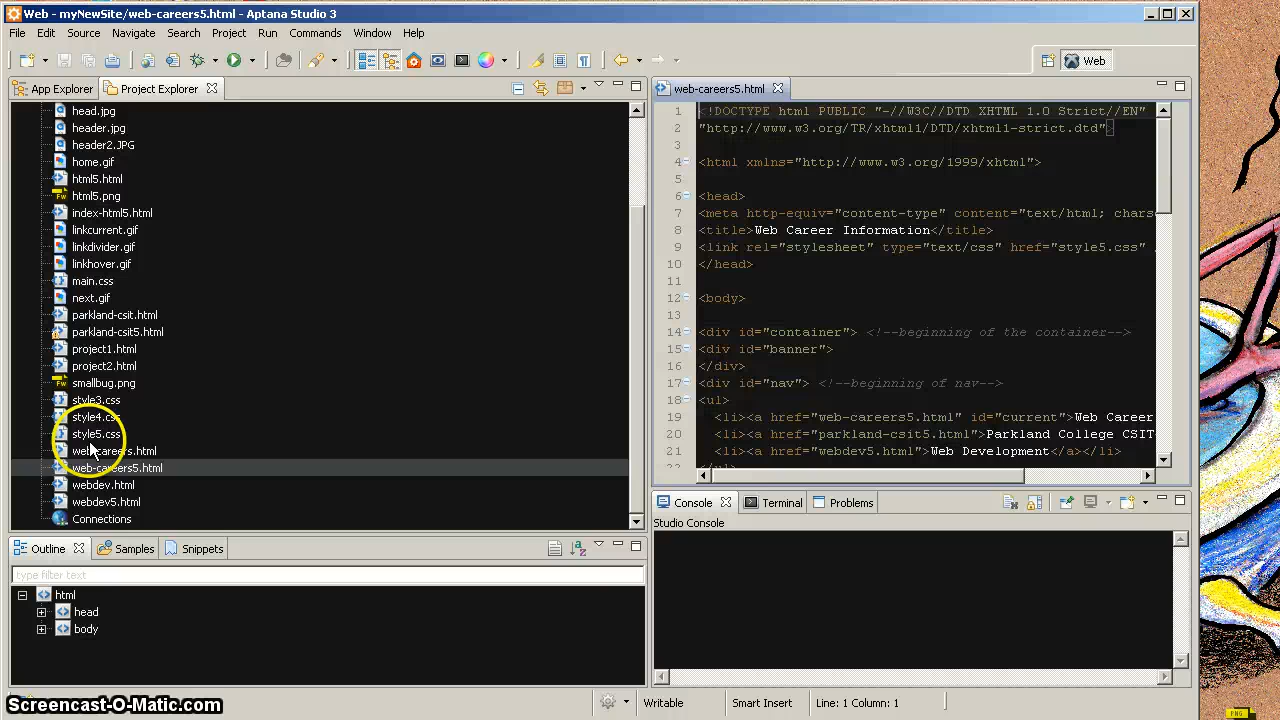 Web - myNewSite/web-careers5.html - Aptana Studio 3
File Edit Source Navigate Search Project Run Commands Window Help
Web
App Explorer Project Explorer
head.jpg
header.jpg
header2.JPG
home.gif
html5.html
html5.png
index-html5.html
linkcurrent.gif
linkdivider.gif
linkhover.gif
main.css
next.gif
parkland-csit.html
parkland-csit5.html
project1.html
project2.html
smallbug.png
style3.css
style4.css
style5.css
web-careers.html
web-careers5.html
webdev.html
webdev5.html
Connections
web-careers5.html
1 <!DOCTYPE html PUBLIC "-//W3C//DTD XHTML 1.0 Strict//EN"
2 "http://www.w3.org/TR/xhtml1/DTD/xhtml1-strict.dtd">
3
4 <html xmlns="http://www.w3.org/1999/xhtml">
5
6 <head>
7 <meta http-equiv="content-type" content="text/html; chars
8 <title>Web Career Information</title>
9 <link rel="stylesheet" type="text/css" href="style5.css" /
10 </head>
11
12 <body>
13
14 <div id="container"> <!--beginning of the container-->
15 <div id="banner">
16 </div>
17 <div id="nav"> <!--beginning of nav-->
18 <ul>
19 <li><a href="web-careers5.html" id="current">Web Career
20 <li><a href="parkland-csit5.html">Parkland College CSIT
21 <li><a href="webdev5.html">Web Development</a></li>
22 </ul>
Outline Samples Snippets
type filter text
html
head
body
Console Terminal Problems
Studio Console
Writable Smart Insert Line: 1 Column: 1
Screencast-O-Matic.com
PNG